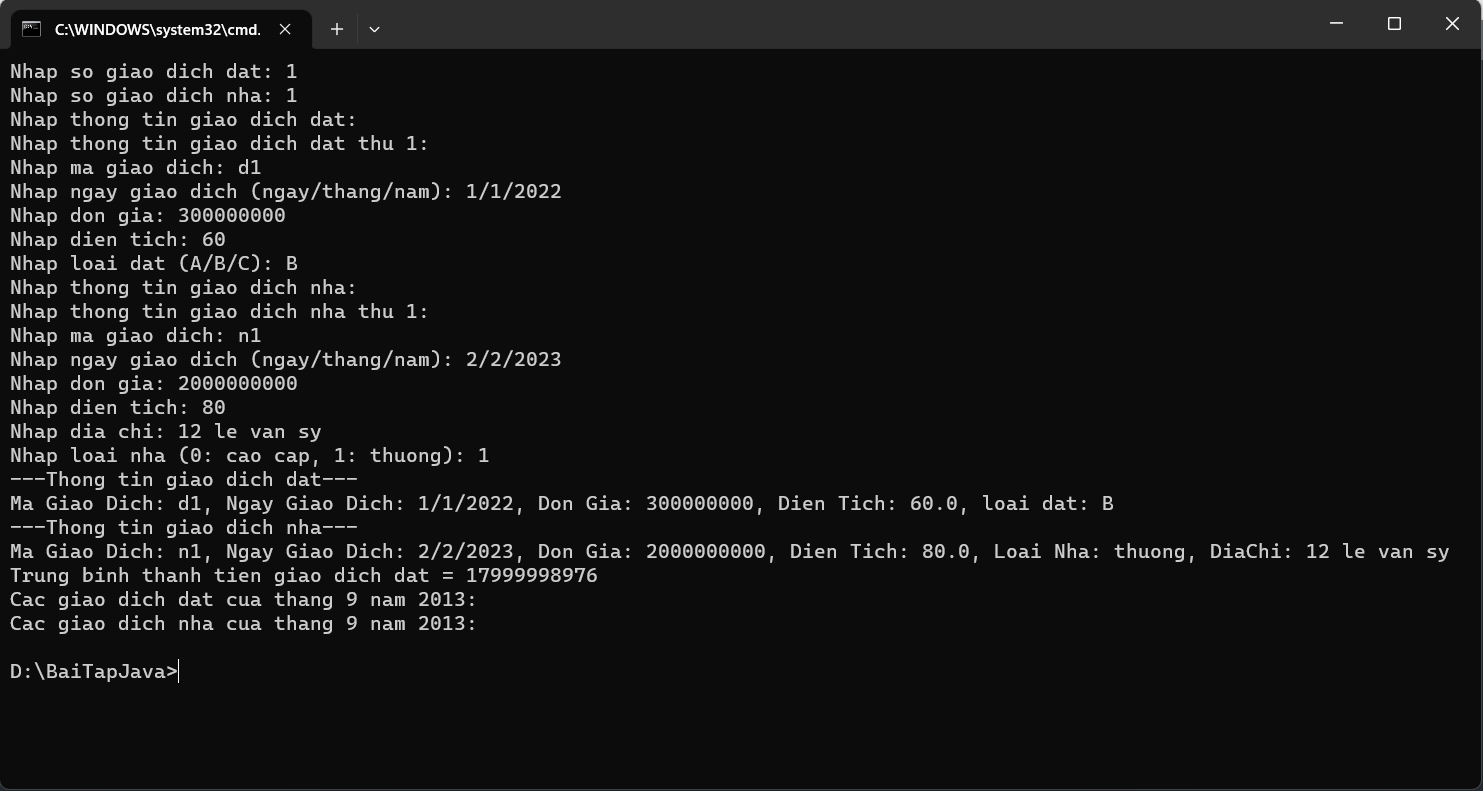 C:\WINDOWS\system32\cmd.
Nhap so giao dich dat: 1
Nhap so giao dich nha: 1
Nhap thong tin giao dich dat:
Nhap thong tin giao dich dat thu 1:
Nhap ma giao dich: d1
Nhap ngay giao dich (ngay/thang/nam): 1/1/2022
Nhap don gia: 300000000
Nhap dien tich: 60
Nhap loai dat (A/B/C): B
Nhap thong tin giao dich nha:
Nhap thong tin giao dich nha thu 1:
Nhap ma giao dich: n1
Nhap ngay giao dich (ngay/thang/nam): 2/2/2023
Nhap don gia: 2000000000
Nhap dien tich: 80
Nhap dia chi: 12 le van sy
Nhap loai nha (0: cao cap, 1: thuong): 1
---Thong tin giao dich dat---
Ma Giao Dich: d1, Ngay Giao Dich: 1/1/2022, Don Gia: 300000000, Dien Tich: 60.0, loai dat: B
---Thong tin giao dich nha---
Ma Giao Dich: n1, Ngay Giao Dich: 2/2/2023, Don Gia: 2000000000, Dien Tich: 80.0, Loai Nha: thuong, DiaChi: 12 le van sy
Trung binh thanh tien giao dich dat = 17999998976
Cac giao dich dat cua thang 9 nam 2013:
Cac giao dich nha cua thang 9 nam 2013:
D:\BaiTapJava>